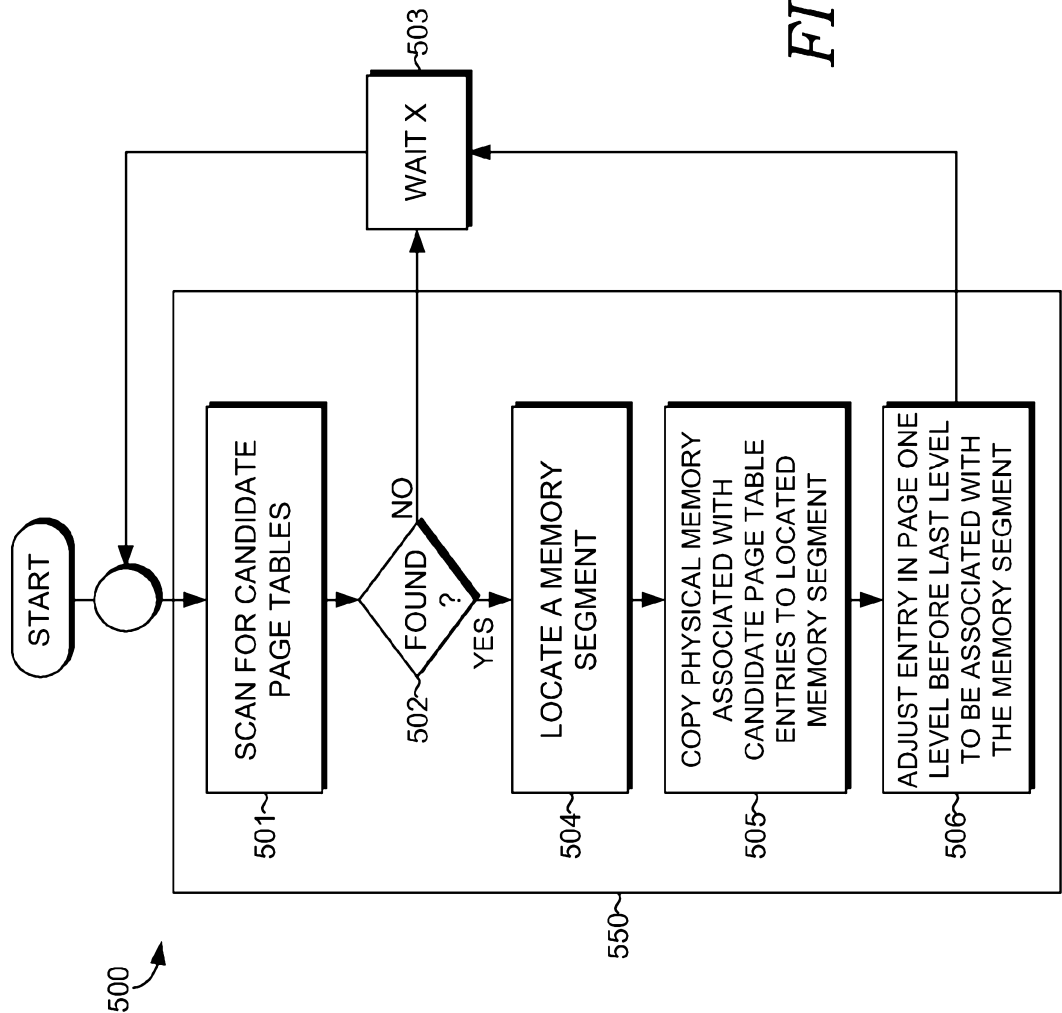 500
START
SCAN FOR CANDIDATE
PAGE TABLES
501
FOUND
?
502
NO
YES
WAIT X
503
LOCATE A MEMORY
SEGMENT
504
COPY PHYSICAL MEMORY
ASSOCIATED WITH
CANDIDATE PAGE TABLE
ENTRIES TO LOCATED
MEMORY SEGMENT
505
ADJUST ENTRY IN PAGE ONE
LEVEL BEFORE LAST LEVEL
TO BE ASSOCIATED WITH
THE MEMORY SEGMENT
506
550